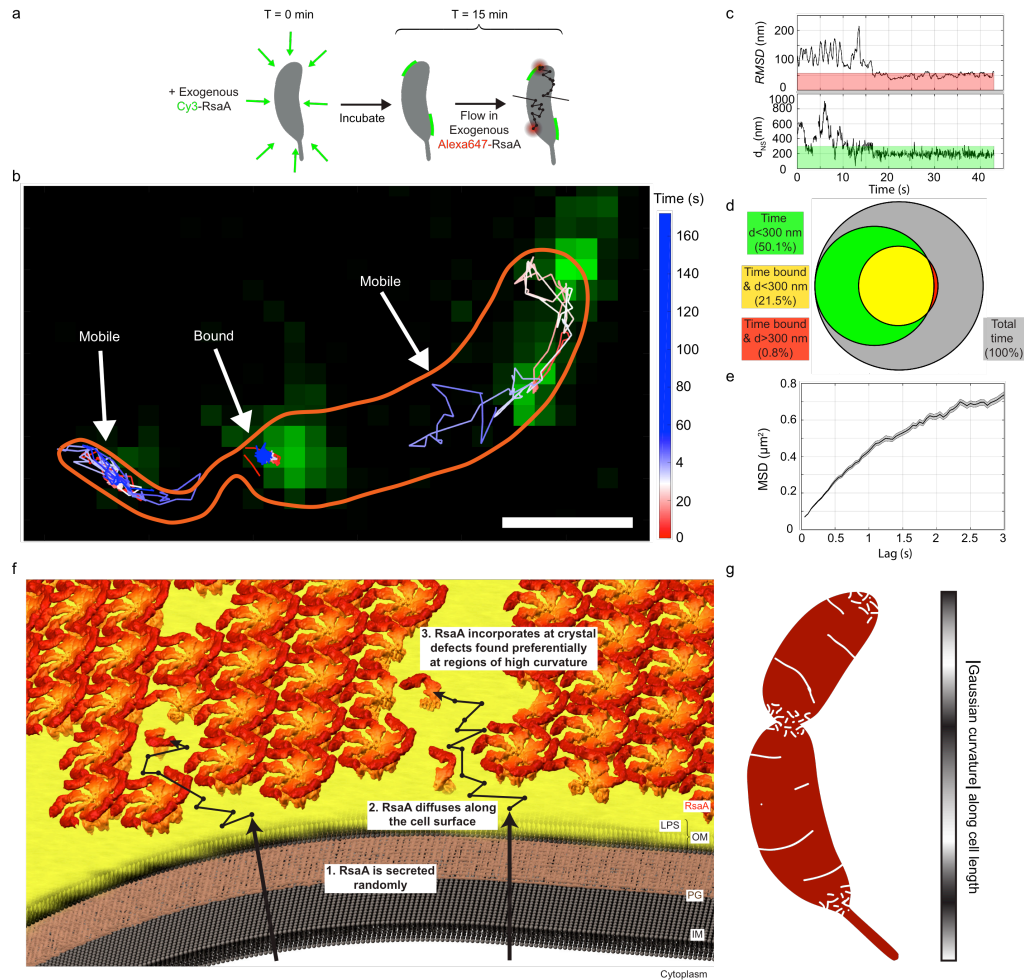 a
T = 0 min
T = 15 min
+ Exogenous
Cy3-RsaA
Incubate
Flow in
Exogenous
Alexa647-RsaA
b
Mobile
Bound
Mobile
Time (s)
160
140
120
100
80
60
40
20
0
c
RMSD (nm)
200
100
0
dNS(nm)
1000
800
600
400
200
0
0
10
20
30
40
Time (s)
d
Time
d<300 nm
(50.1%)
Time bound
& d<300 nm
(21.5%)
Time bound
& d>300 nm
(0.8%)
Total
time
(100%)
e
MSD (µm²)
0.8
0.6
0.4
0.2
0
0
0.5
1
1.5
2
2.5
3
Lag (s)
f
3. RsaA incorporates at crystal
defects found preferentially
at regions of high curvature
2. RsaA diffuses along
the cell surface
1. RsaA is secreted
randomly
RsaA
LPS
OM
PG
IM
Cytoplasm
g
|Gaussian curvature| along cell length